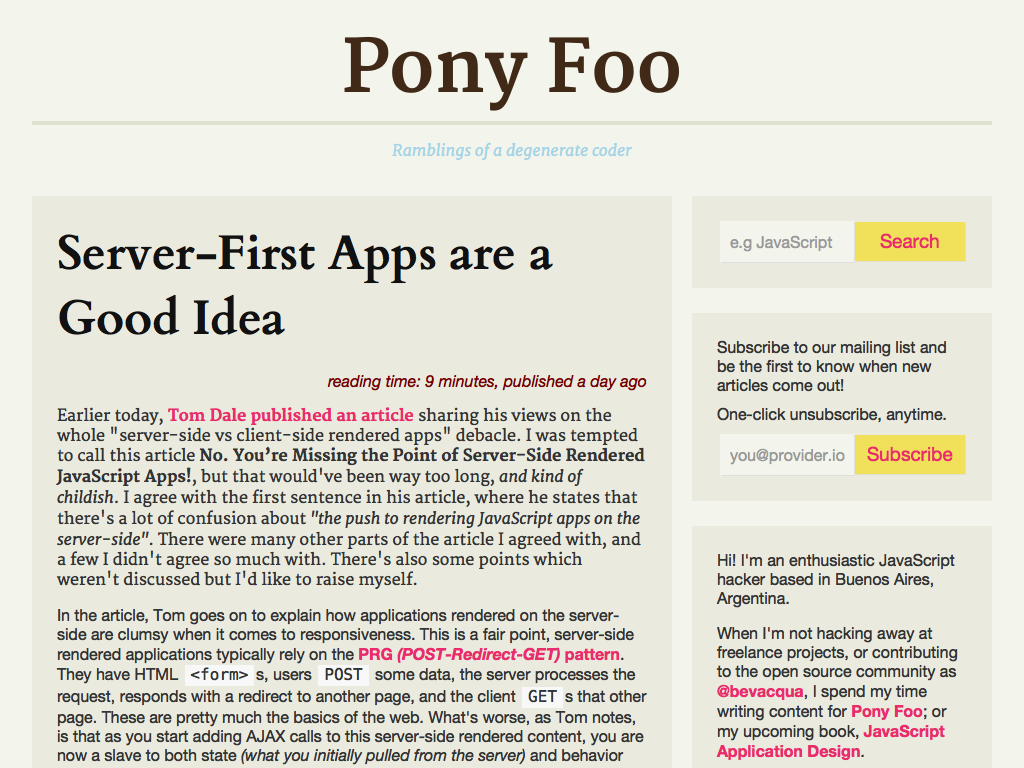 Pony Foo
Ramblings of a degenerate coder
Server-First Apps are a
Good Idea
reading time: 9 minutes, published a day ago
Earlier today, Tom Dale published an article sharing his views on the
whole "server-side vs client-side rendered apps" debacle. I was tempted
to call this article No. You’re Missing the Point of Server-Side Rendered
JavaScript Apps!, but that would've been way too long, and kind of
childish. I agree with the first sentence in his article, where he states that
there's a lot of confusion about "the push to rendering JavaScript apps on the
server-side". There were many other parts of the article I agreed with, and
a few I didn't agree so much with. There's also some points which
weren't discussed but I'd like to raise myself.
In the article, Tom goes on to explain how applications rendered on the server-
side are clumsy when it comes to responsiveness. This is a fair point, server-side
rendered applications typically rely on the PRG (POST-Redirect-GET) pattern.
They have HTML <form> s, users POST some data, the server processes the
request, responds with a redirect to another page, and the client GET s that other
page. These are pretty much the basics of the web. What's worse, as Tom notes,
is that as you start adding AJAX calls to this server-side rendered content, you are
now a slave to both state (what you initially pulled from the server) and behavior
e.g JavaScript Search
Subscribe to our mailing list and
be the first to know when new
articles come out!
One-click unsubscribe, anytime.
you@provider.io Subscribe
Hi! I'm an enthusiastic JavaScript
hacker based in Buenos Aires,
Argentina.
When I'm not hacking away at
freelance projects, or contributing
to the open source community as
@bevacqua, I spend my time
writing content for Pony Foo; or
my upcoming book, JavaScript
Application Design.